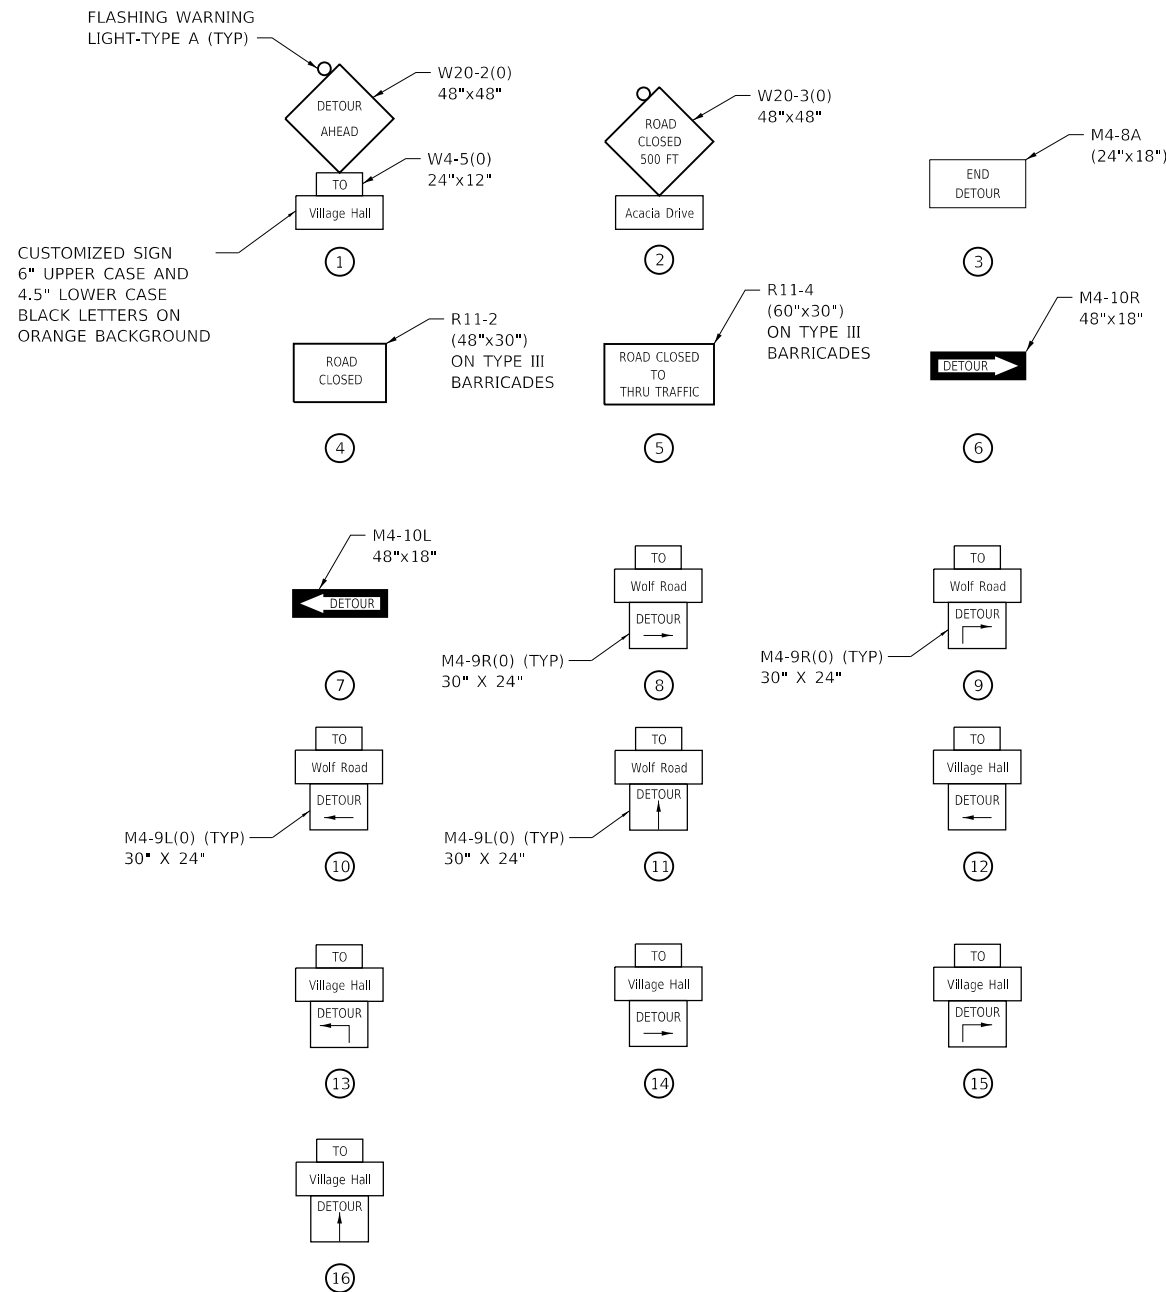 FLASHING WARNING
LIGHT-TYPE A (TYP)
W20-2(O)
48"x48"
DETOUR
AHEAD
W4-5(O)
24"x12"
TO
Village Hall
CUSTOMIZED SIGN
6" UPPER CASE AND
4.5" LOWER CASE
BLACK LETTERS ON
ORANGE BACKGROUND
1
W20-3(O)
48"x48"
ROAD
CLOSED
500 FT
Acacia Drive
2
M4-8A
(24"x18")
END
DETOUR
3
R11-2
(48"x30")
ON TYPE III
BARRICADES
ROAD
CLOSED
4
R11-4
(60"x30")
ON TYPE III
BARRICADES
ROAD CLOSED
TO
THRU TRAFFIC
5
M4-10R
48"x18"
DETOUR
6
M4-10L
48"x18"
DETOUR
7
TO
Wolf Road
DETOUR
M4-9R(O) (TYP)
30" X 24"
8
TO
Wolf Road
DETOUR
M4-9R(O) (TYP)
30" X 24"
9
TO
Wolf Road
DETOUR
M4-9L(O) (TYP)
30" X 24"
10
TO
Wolf Road
DETOUR
M4-9L(O) (TYP)
30" X 24"
11
TO
Village Hall
DETOUR
12
TO
Village Hall
DETOUR
13
TO
Village Hall
DETOUR
14
TO
Village Hall
DETOUR
15
TO
Village Hall
DETOUR
16